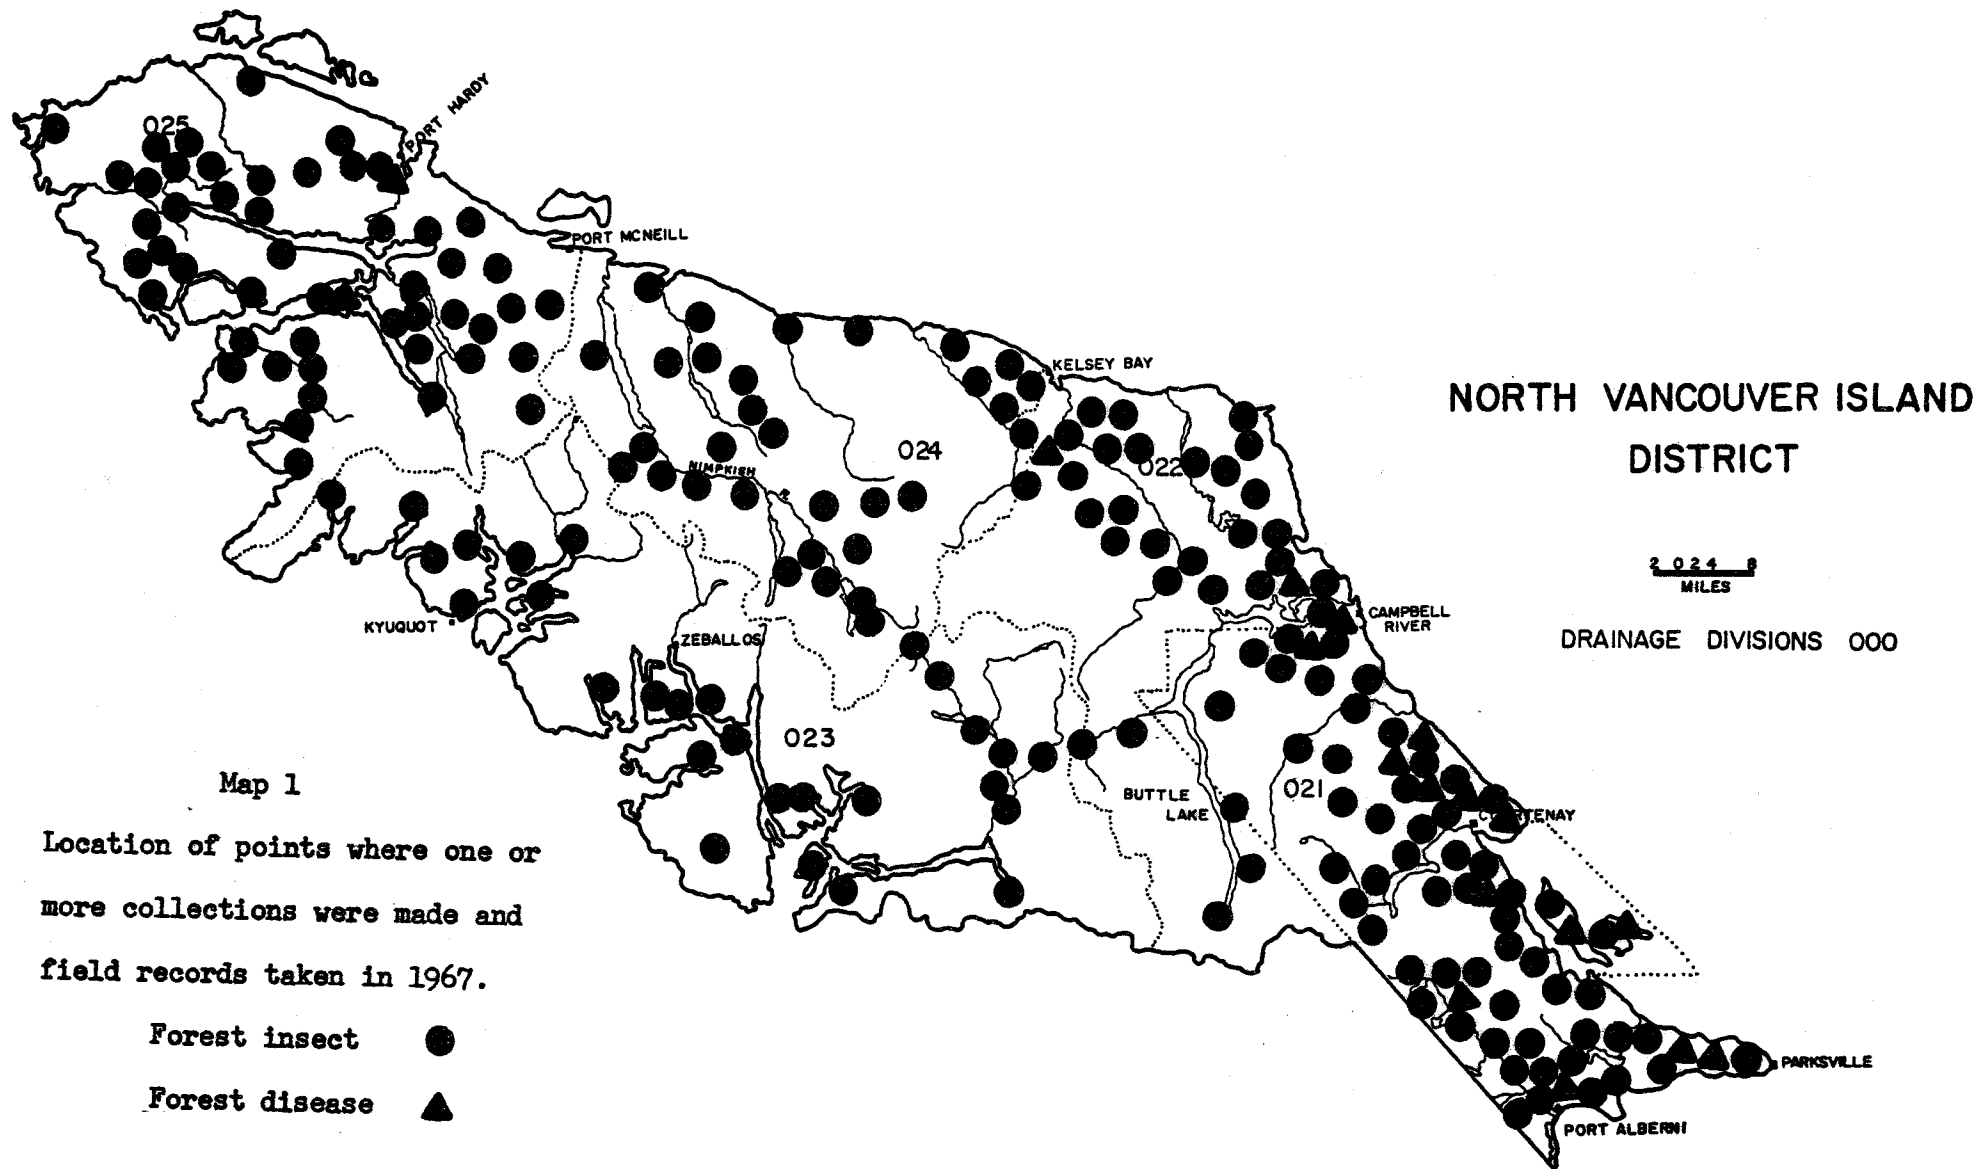 025
PORT HARDY
PORT MCNEILL
KELSEY BAY
NORTH VANCOUVER ISLAND
DISTRICT
024
022
NIMPKISH
2 0 2 4 8
MILES
CAMPBELL
RIVER
KYUQUOT
ZEBALLOS
DRAINAGE DIVISIONS 000
023
Map 1
BUTTLE
LAKE
021
Location of points where one or
more collections were made and
field records taken in 1967.
Forest insect
Forest disease
PARKSVILLE
PORT ALBERNI